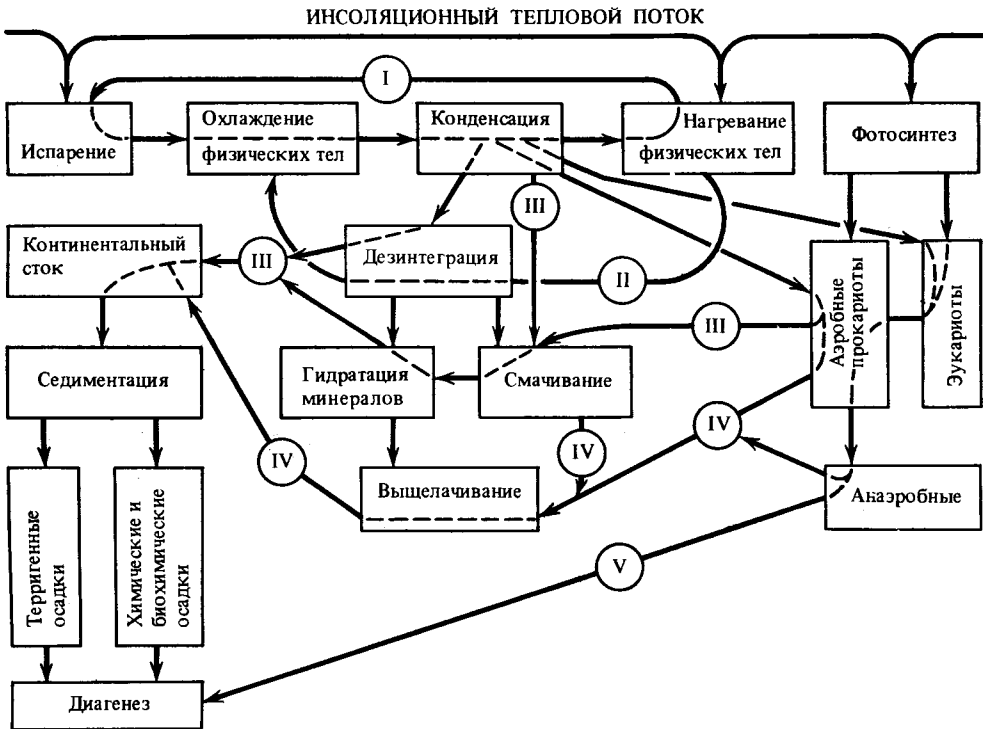 ИНСОЛЯЦИОННЫЙ ТЕПЛОВОЙ ПОТОК
I
Испарение
Охлаждение
физических тел
Конденсация
Нагревание
физических тел
Фотосинтез
III
Континентальный
сток
III
Дезинтеграция
II
Аэробные
прокариоты
Эукариоты
III
Седиментация
Гидратация
минералов
Смачивание
IV
IV
IV
Выщелачивание
Анаэробные
Терригенные
осадки
Химические и
биохимические
осадки
V
Диагенез